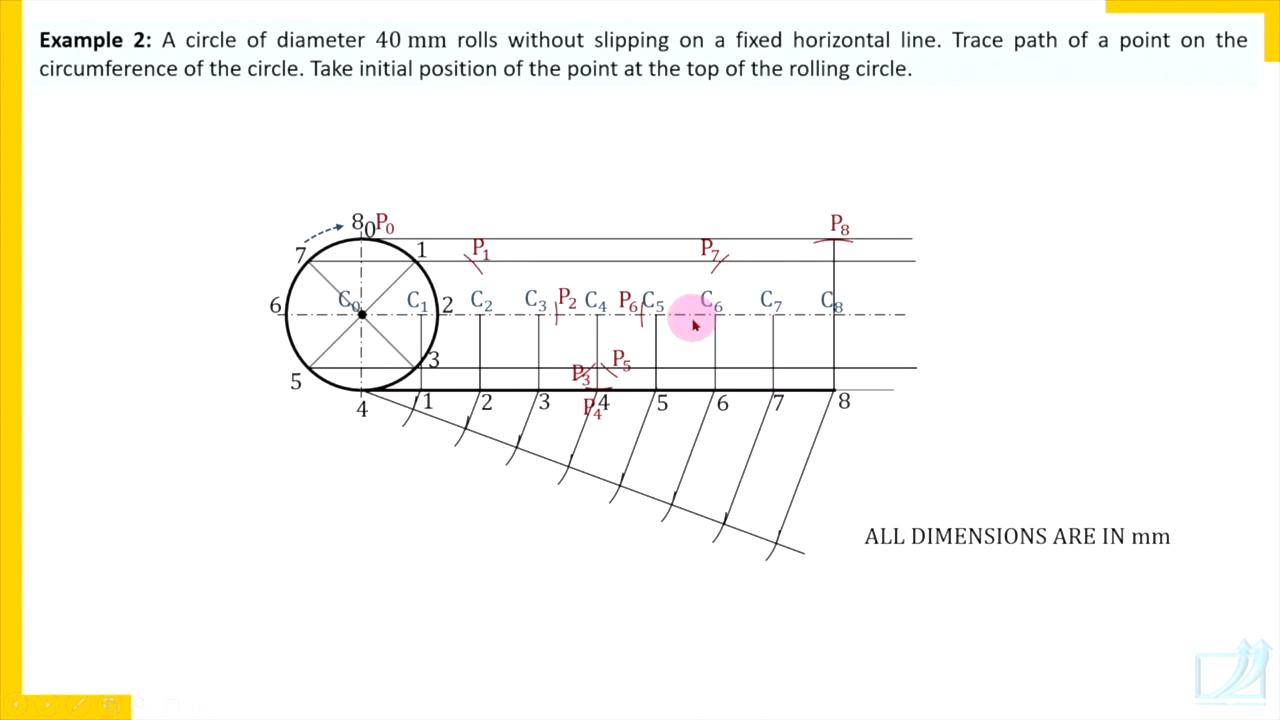 Example 2: A circle of diameter 40 mm rolls without slipping on a fixed horizontal line. Trace path of a point on the
circumference of the circle. Take initial position of the point at the top of the rolling circle.
8 0 P₀ P₈
7 1 P₁ P₇
6 C₀ C₁ 2 C₂ C₃ P₂ C₄ P₆ C₅ C₆ C₇ C₈
5 3 P₃ P₅
4 1 2 3 P₄ 4 5 6 7 8
ALL DIMENSIONS ARE IN mm